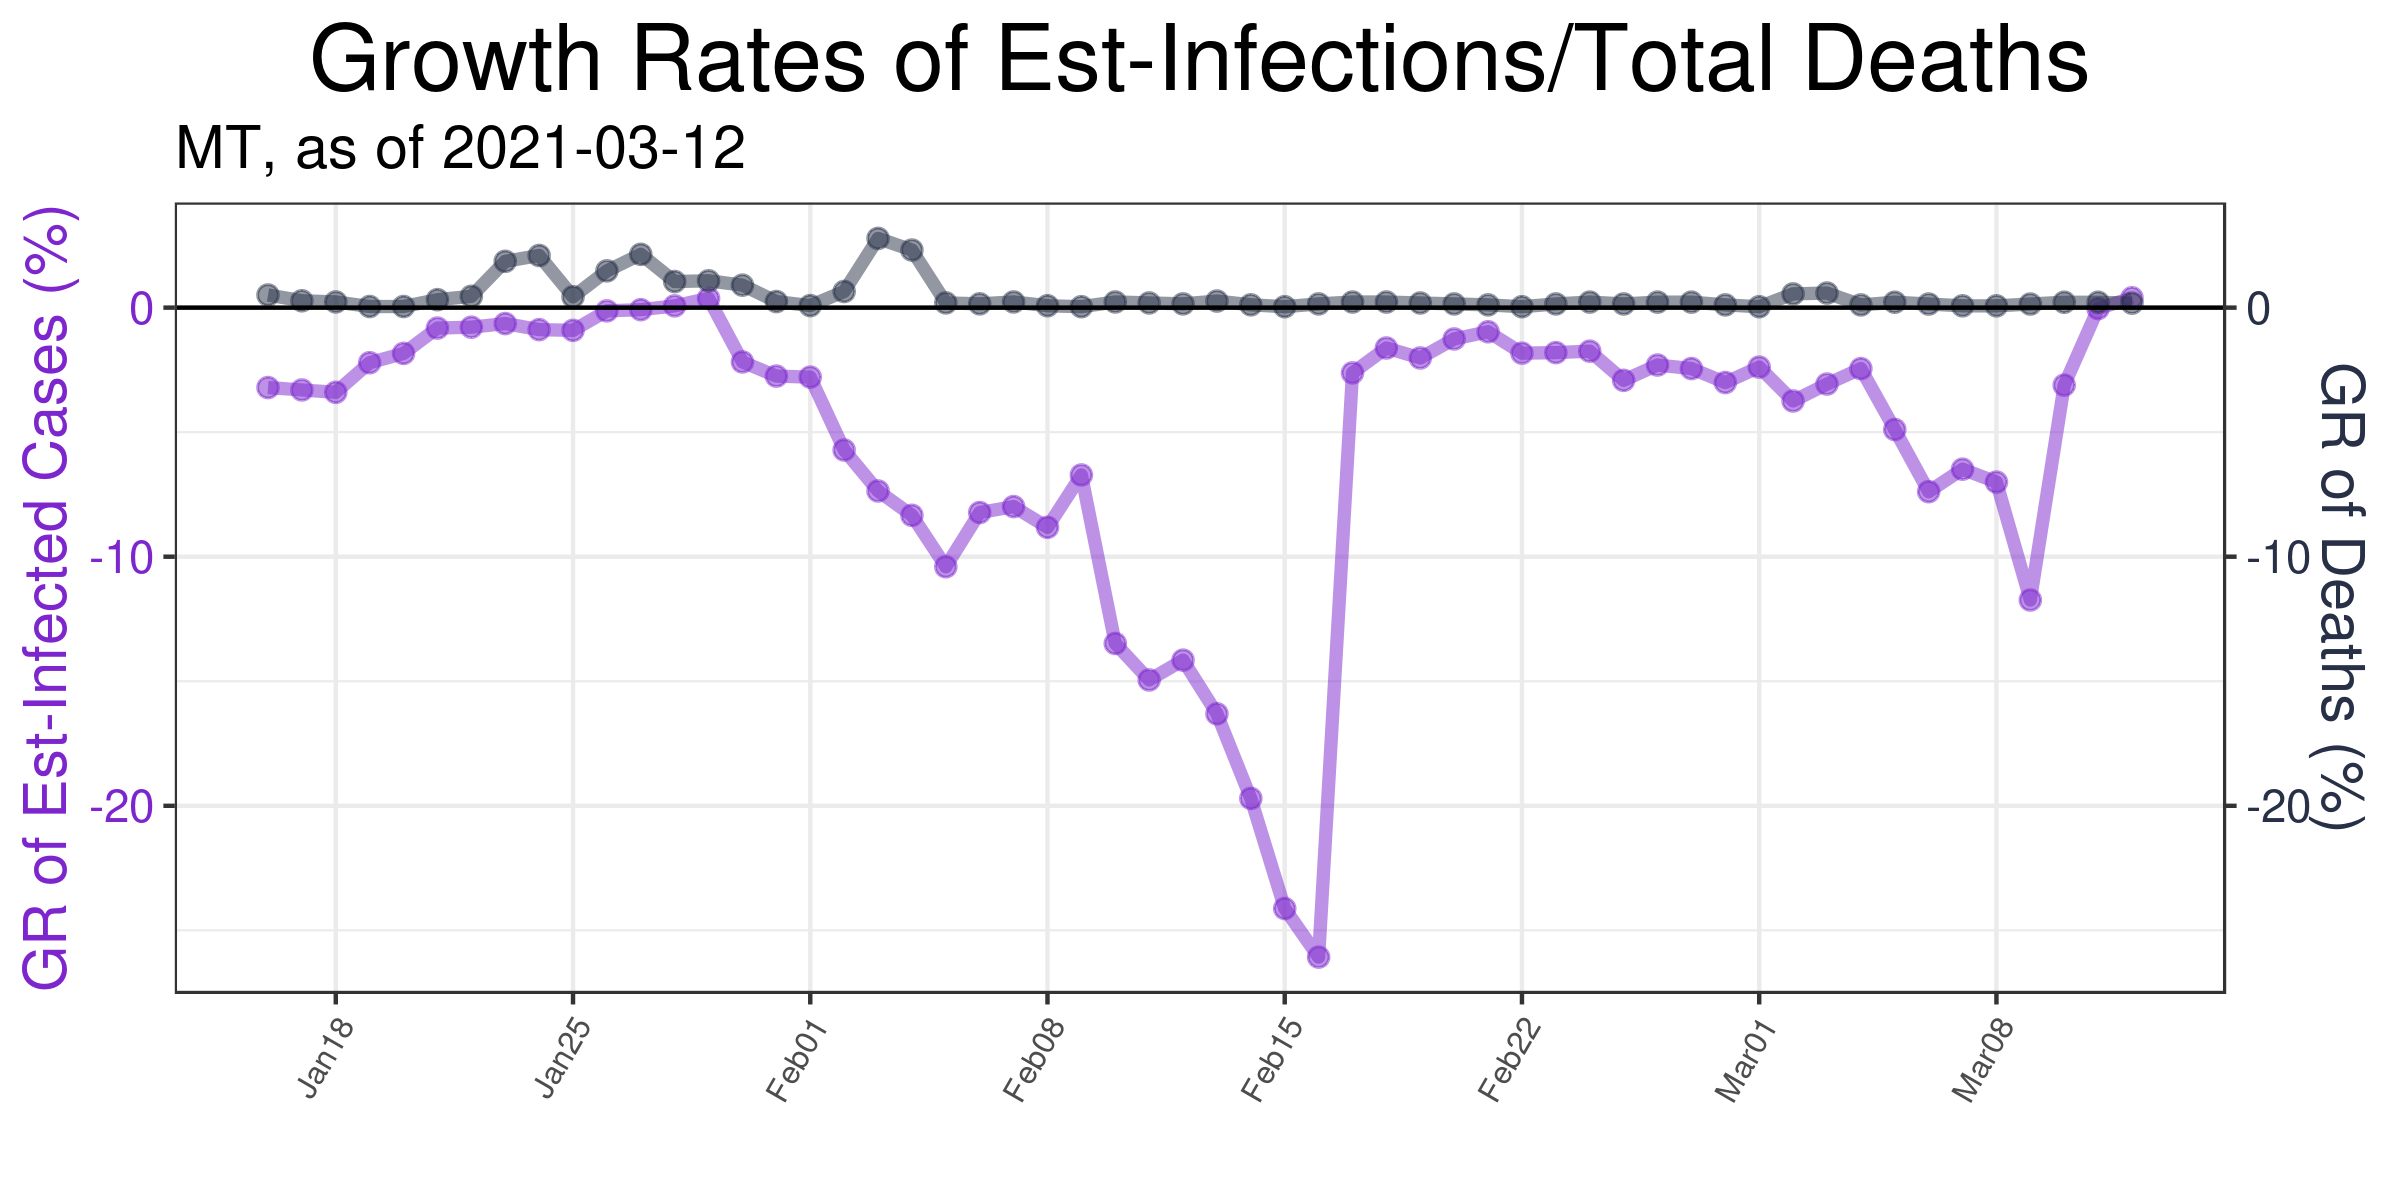 Growth Rates of Est-Infections/Total Deaths
MT, as of 2021-03-12
GR of Est-Infected Cases (%)
0
-10
-20
0
-10
-20
GR of Deaths (%)
Jan18
Jan25
Feb01
Feb08
Feb15
Feb22
Mar01
Mar08